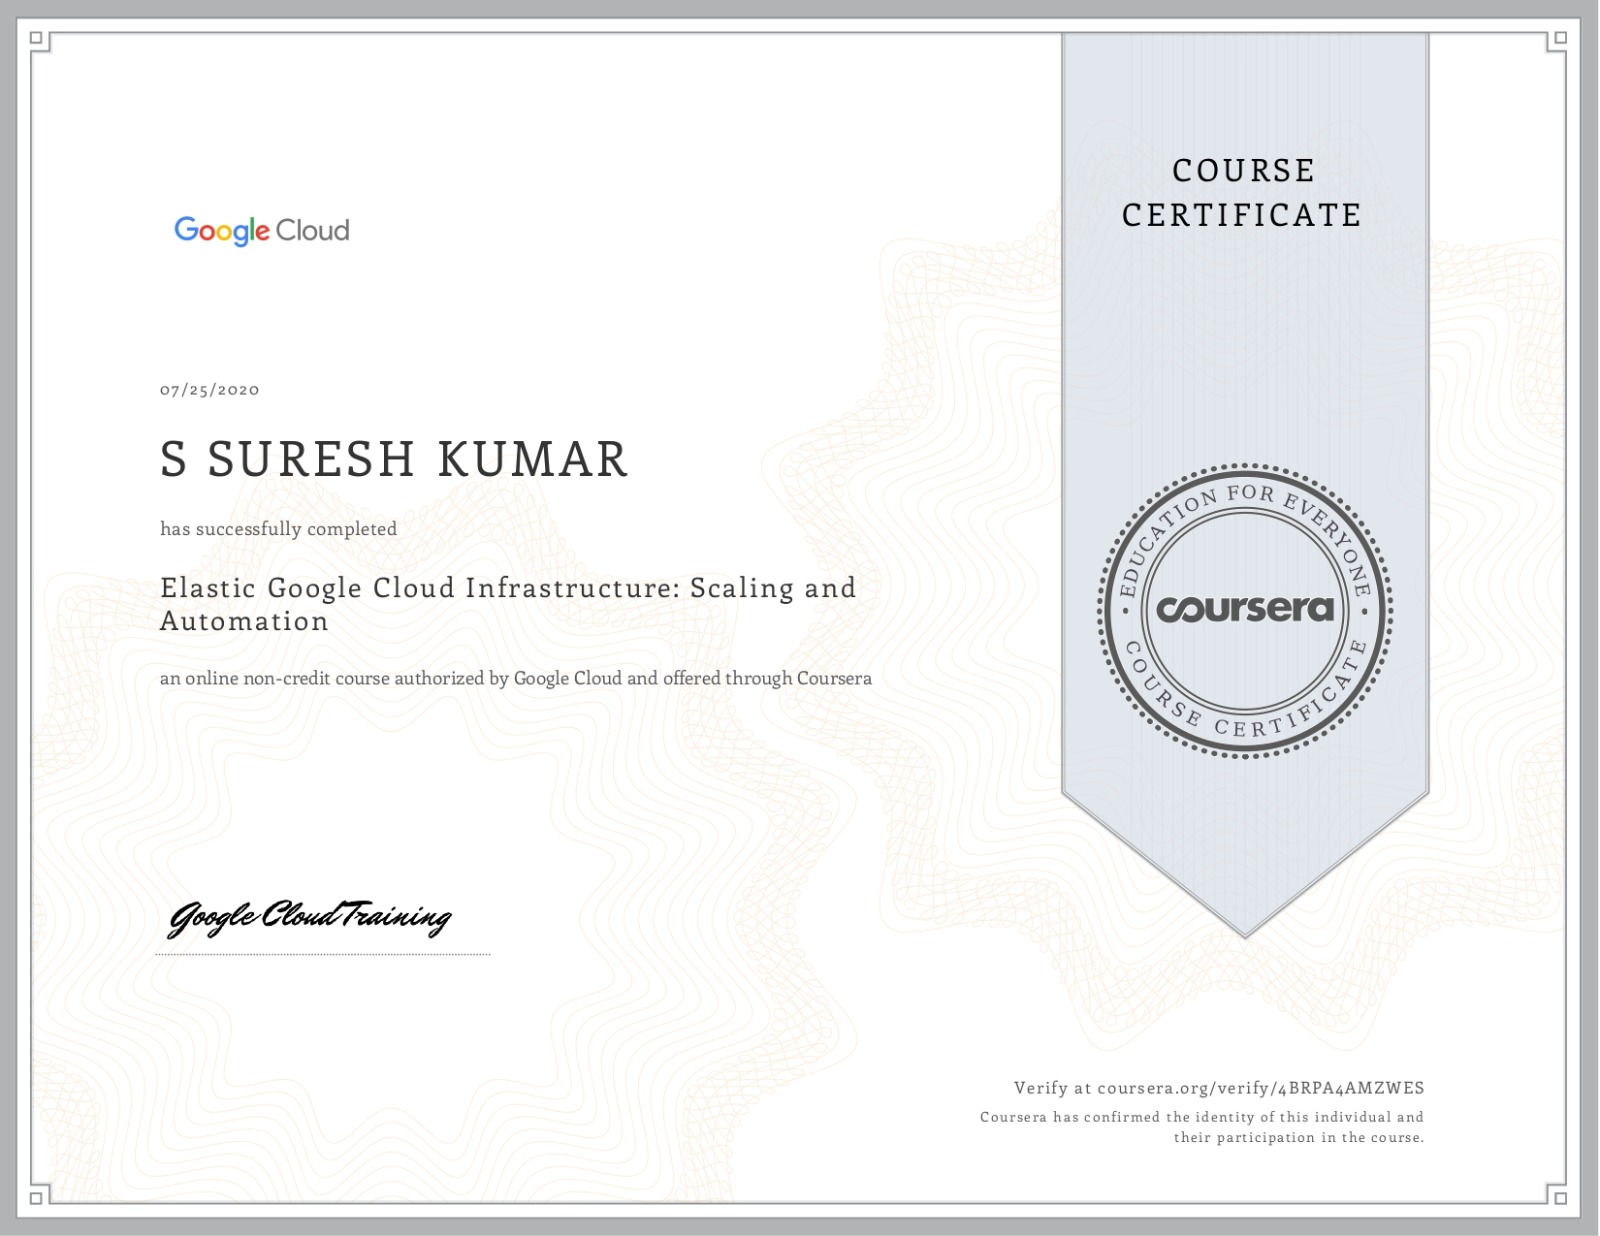 COURSE
CERTIFICATE
Google Cloud
07/25/2020
S SURESH KUMAR
has successfully completed
Elastic Google Cloud Infrastructure: Scaling and
Automation
an online non-credit course authorized by Google Cloud and offered through Coursera
EDUCATION FOR EVERYONE
coursera
COURSE CERTIFICATE
Google Cloud Training
Verify at coursera.org/verify/4BRPA4AMZWES
Coursera has confirmed the identity of this individual and
their participation in the course.